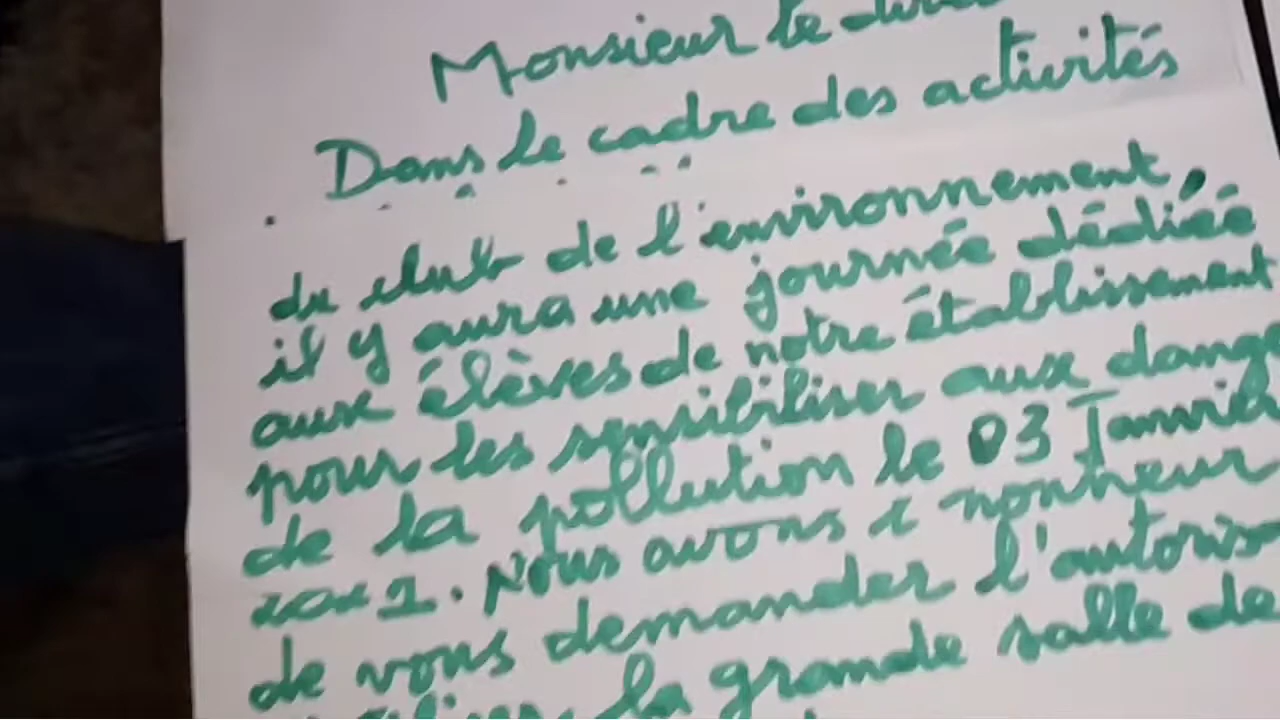 Monsieur le
Dans le cadre des activités
du club de l'environnement,
il y aura une journée dédiée
aux élèves de notre établissement
pour les sensibiliser aux
de la pollution le 03 Janvier
Nous avons
de vous demander
la grande salle de